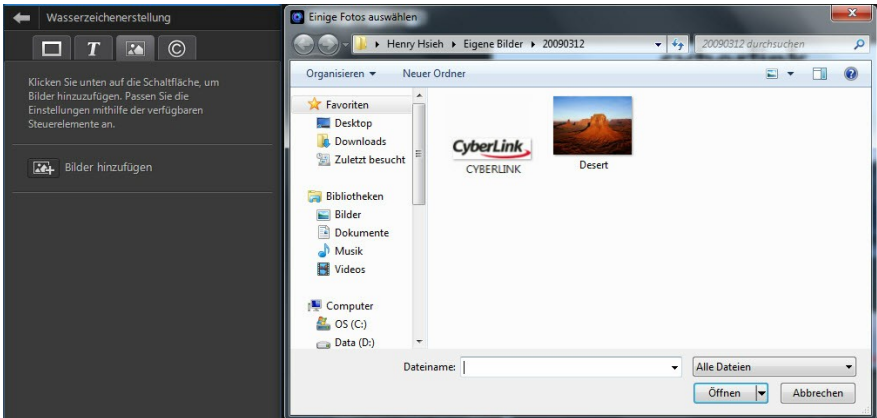 Wasserzeichenerstellung
T
©
Klicken Sie unten auf die Schaltfläche, um
Bilder hinzuzufügen. Passen Sie die
Einstellungen mithilfe der verfügbaren
Steuerelemente an.
Bilder hinzufügen
Einige Fotos auswählen
Henry Hsieh ▸ Eigene Bilder ▸ 20090312
20090312 durchsuchen
Organisieren
Neuer Ordner
Favoriten
Desktop
Downloads
Zuletzt besucht
Bibliotheken
Bilder
Dokumente
Musik
Videos
Computer
OS (C:)
Data (D:)
CyberLink
CYBERLINK
Desert
Dateiname:
Alle Dateien
Öffnen
Abbrechen